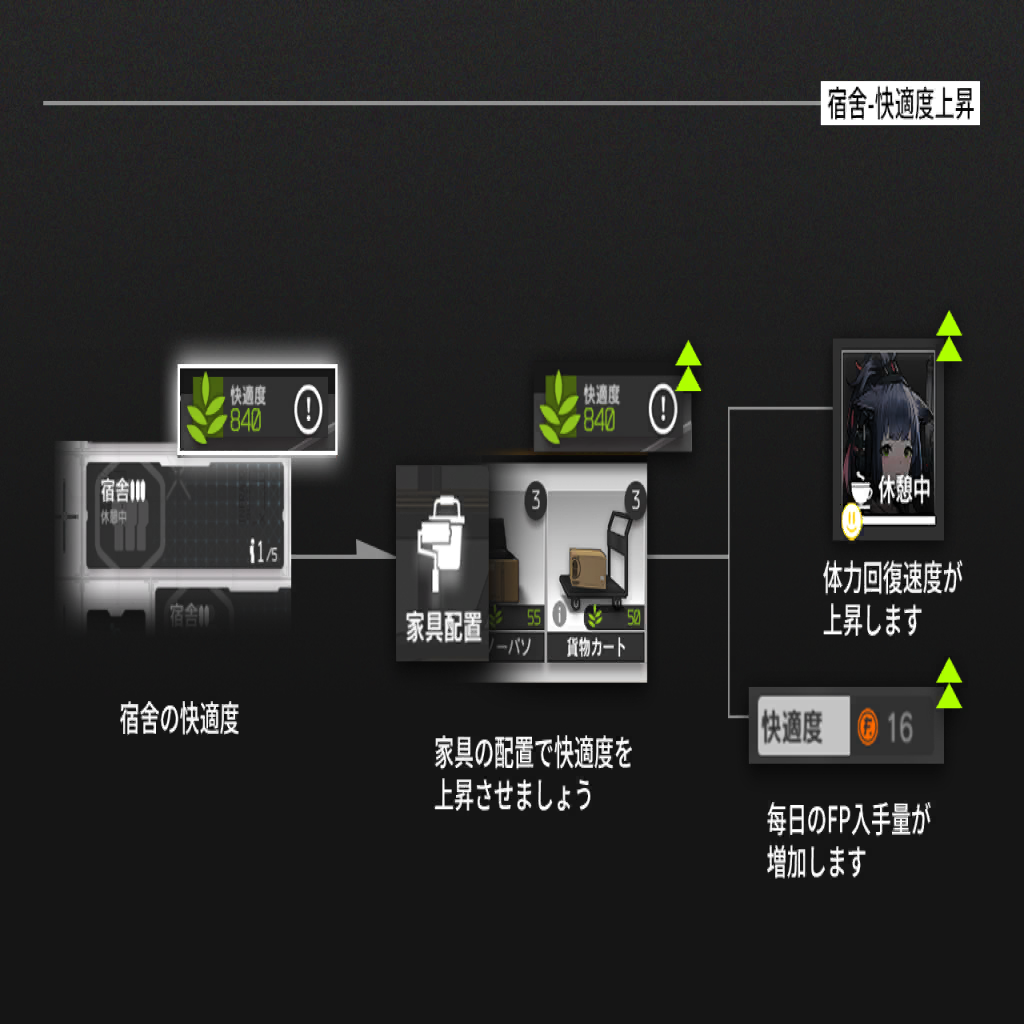 宿舎-快適度上昇
快適度
840
宿舎
休憩中
1/5
宿舎
宿舎の快適度
快適度
840
家具配置
3
3
55
50
貨物カート
家具の配置で快適度を
上昇させましょう
休憩中
体力回復速度が
上昇します
快適度
16
毎日のFP入手量が
増加します